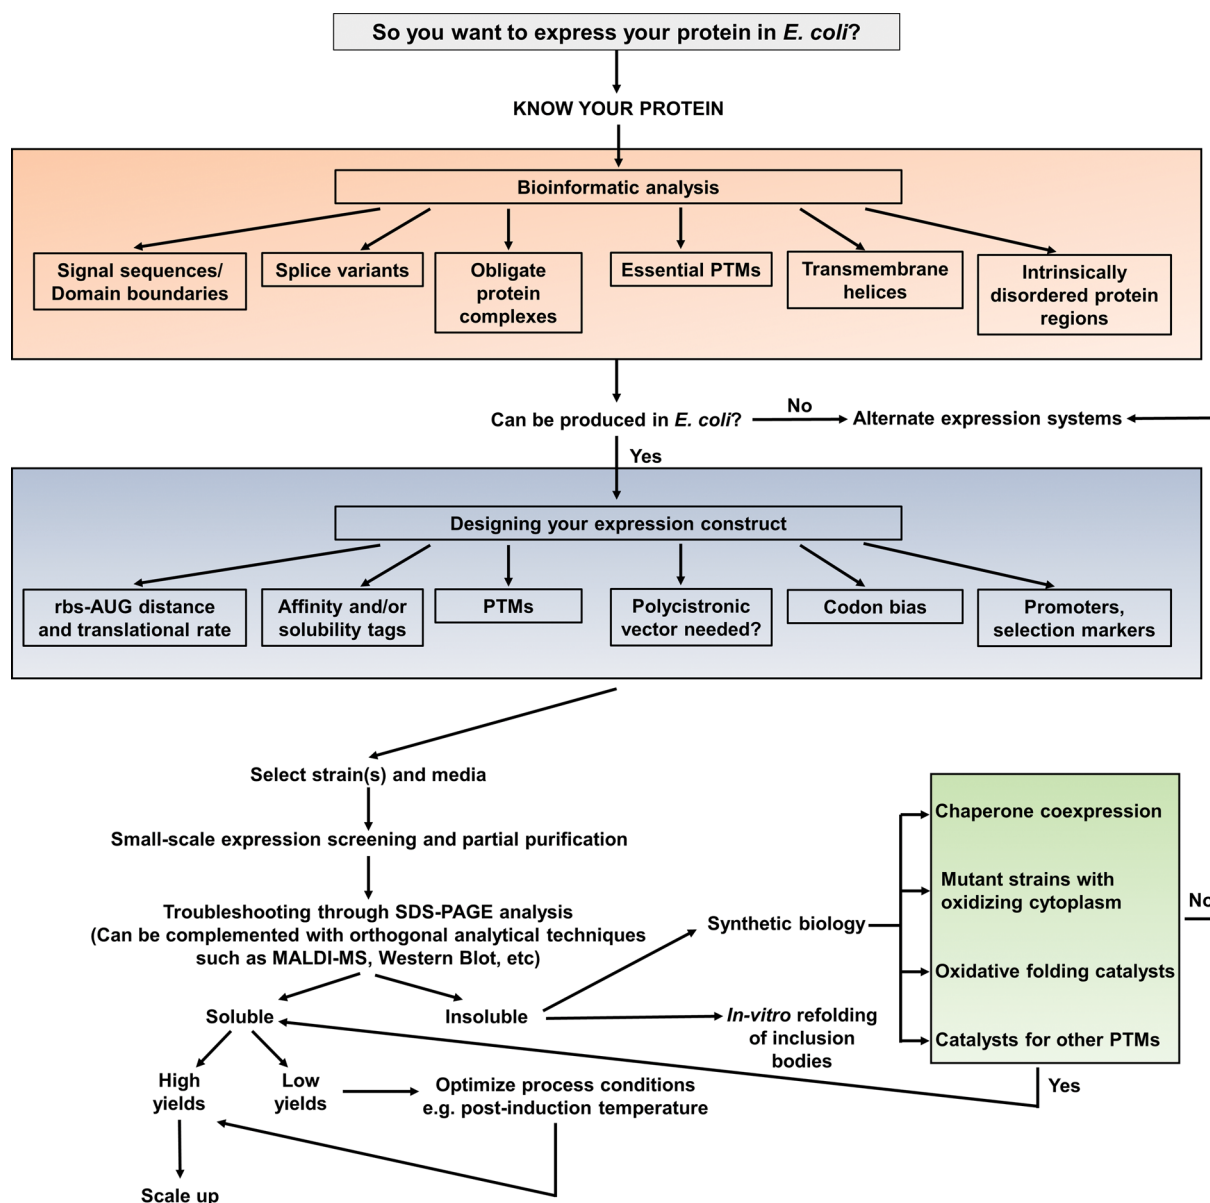 So you want to express your protein in E. coli?
KNOW YOUR PROTEIN
Bioinformatic analysis
Signal sequences/
Domain boundaries
Splice variants
Obligate
protein
complexes
Essential PTMs
Transmembrane
helices
Intrinsically
disordered protein
regions
Can be produced in E. coli?
No
Alternate expression systems
Yes
Designing your expression construct
rbs-AUG distance
and translational rate
Affinity and/or
solubility tags
PTMs
Polycistronic
vector needed?
Codon bias
Promoters,
selection markers
Select strain(s) and media
Small-scale expression screening and partial purification
Troubleshooting through SDS-PAGE analysis
(Can be complemented with orthogonal analytical techniques
such as MALDI-MS, Western Blot, etc)
Soluble
Insoluble
Synthetic biology
In-vitro refolding
of inclusion
bodies
Chaperone coexpression
Mutant strains with
oxidizing cytoplasm
Oxidative folding catalysts
Catalysts for other PTMs
No
Yes
High
yields
Low
yields
Optimize process conditions
e.g. post-induction temperature
Scale up